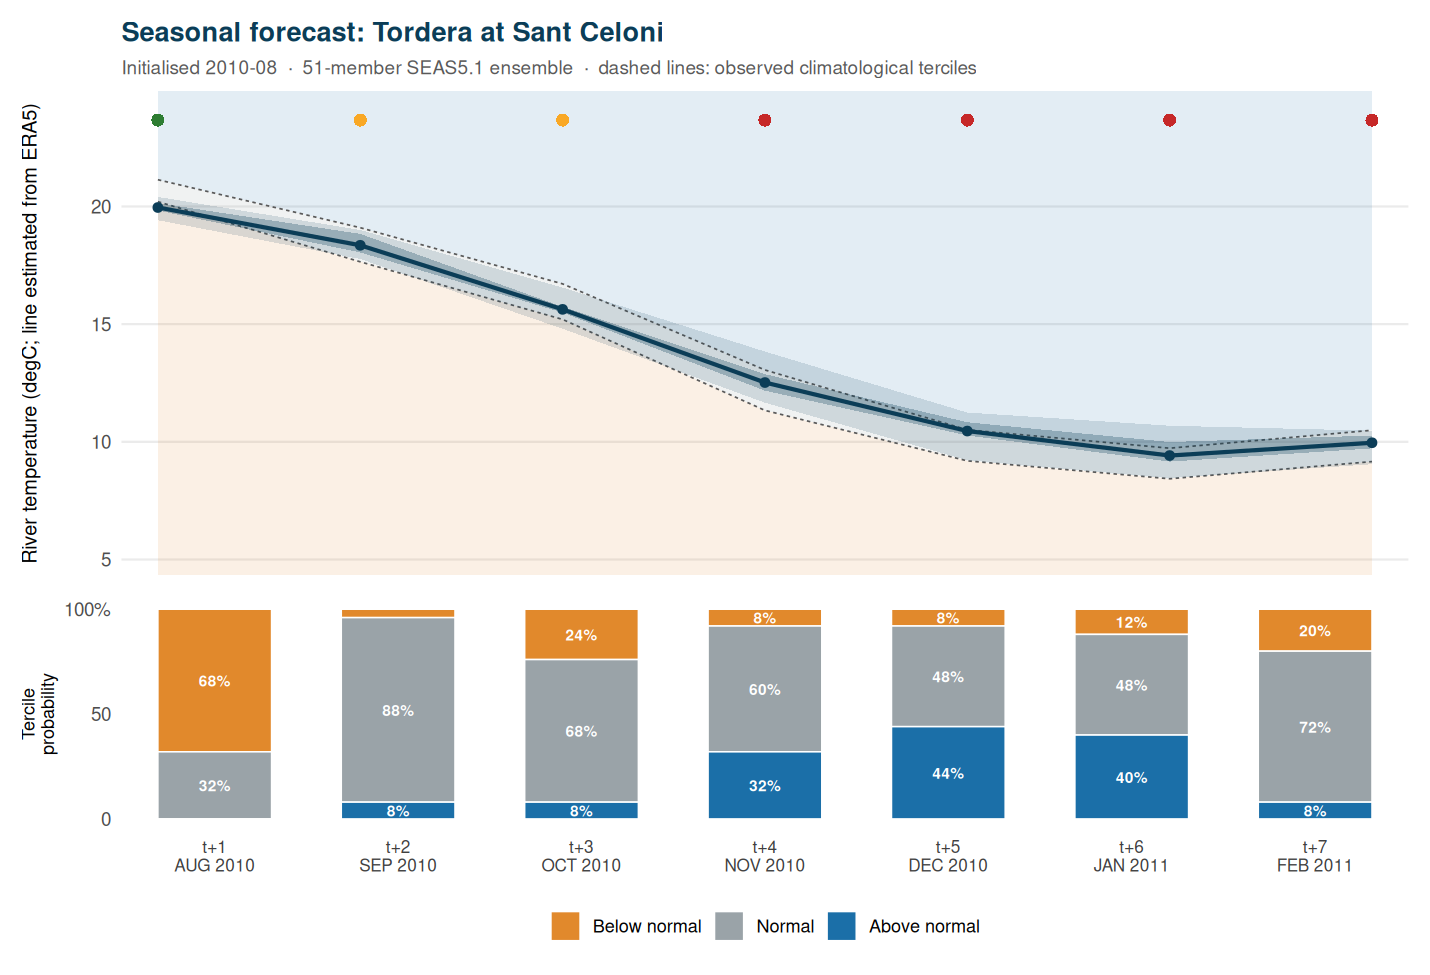 Seasonal forecast: Tordera at Sant Celoni
Initialised 2010-08 · 51-member SEAS5.1 ensemble · dashed lines: observed climatological terciles
River temperature (degC; line estimated from ERA5)
20
15
10
5
Tercile
probability
100%
50
0
68%
32%
88%
8%
24%
68%
8%
8%
60%
32%
8%
48%
44%
12%
48%
40%
20%
72%
8%
t+1
AUG 2010
t+2
SEP 2010
t+3
OCT 2010
t+4
NOV 2010
t+5
DEC 2010
t+6
JAN 2011
t+7
FEB 2011
Below normal
Normal
Above normal